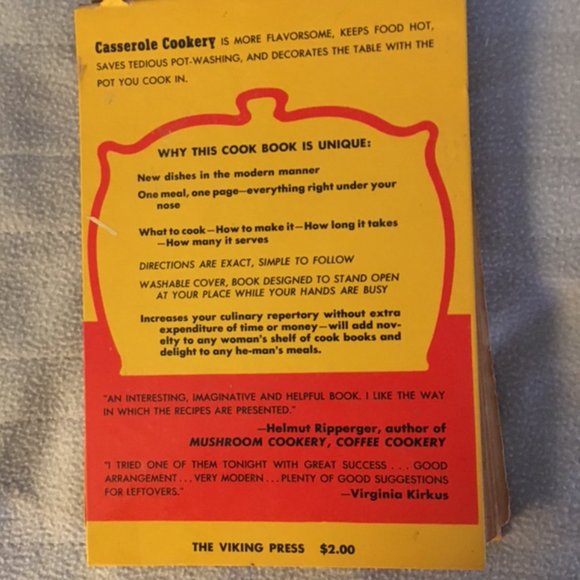 Casserole Cookery IS MORE FLAVORSOME, KEEPS FOOD HOT,
SAVES TEDIOUS POT-WASHING, AND DECORATES THE TABLE WITH THE
POT YOU COOK IN.
WHY THIS COOK BOOK IS UNIQUE:
New dishes in the modern manner
One meal, one page—everything right under your
nose
What to cook—How to make it—How long it takes
—How many it serves
DIRECTIONS ARE EXACT, SIMPLE TO FOLLOW
WASHABLE COVER, BOOK DESIGNED TO STAND OPEN
AT YOUR PLACE WHILE YOUR HANDS ARE BUSY
Increases your culinary repertory without extra
expenditure of time or money—will add nov-
elty to any woman's shelf of cook books and
delight to any he-man's meals.
"AN INTERESTING, IMAGINATIVE AND HELPFUL BOOK. I LIKE THE WAY
IN WHICH THE RECIPES ARE PRESENTED."
—Helmut Ripperger, author of
MUSHROOM COOKERY, COFFEE COOKERY
"I TRIED ONE OF THEM TONIGHT WITH GREAT SUCCESS . . . GOOD
ARRANGEMENT . . . VERY MODERN . . . PLENTY OF GOOD SUGGESTIONS
FOR LEFTOVERS."
—Virginia Kirkus
THE VIKING PRESS $2.00